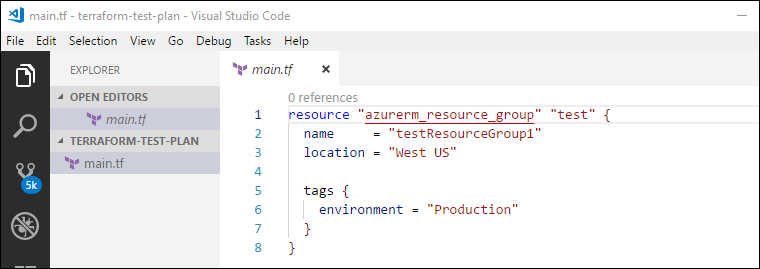 main.tf - terraform-test-plan - Visual Studio Code
File Edit Selection View Go Debug Tasks Help
EXPLORER
OPEN EDITORS
main.tf
TERRAFORM-TEST-PLAN
main.tf
5k
main.tf
0 references
1 resource "azurerm_resource_group" "test" {
2 name = "testResourceGroup1"
3 location = "West US"
4
5 tags {
6 environment = "Production"
7 }
8 }